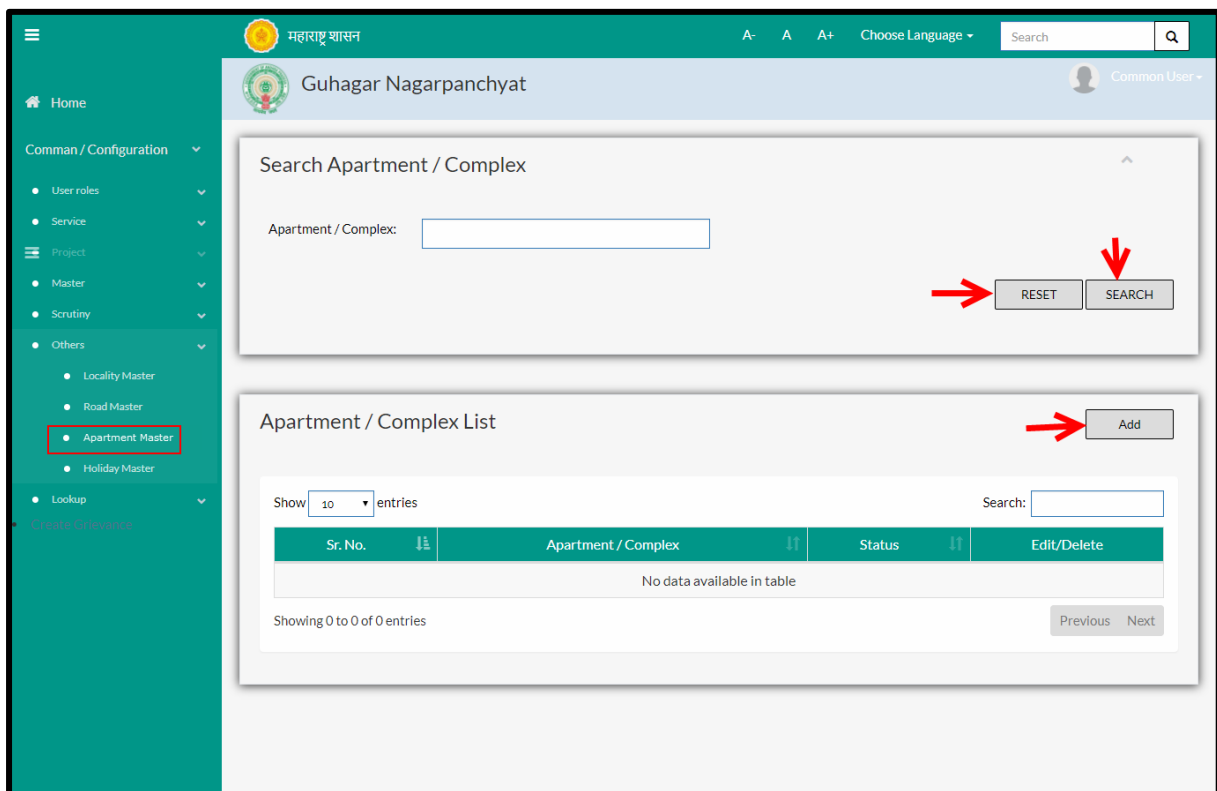 महाराष्ट्र शासन A- A A+ Choose Language Search
Guhagar Nagarpanchyat Common User
Home
Comman / Configuration
User roles
Service
Project
Master
Scrutiny
Others
Locality Master
Road Master
Apartment Master
Holiday Master
Lookup
Create Grievance
Search Apartment / Complex
Apartment / Complex:
RESET SEARCH
Apartment / Complex List Add
Show 10 entries Search:
Sr. No. Apartment / Complex Status Edit/Delete
No data available in table
Showing 0 to 0 of 0 entries Previous Next